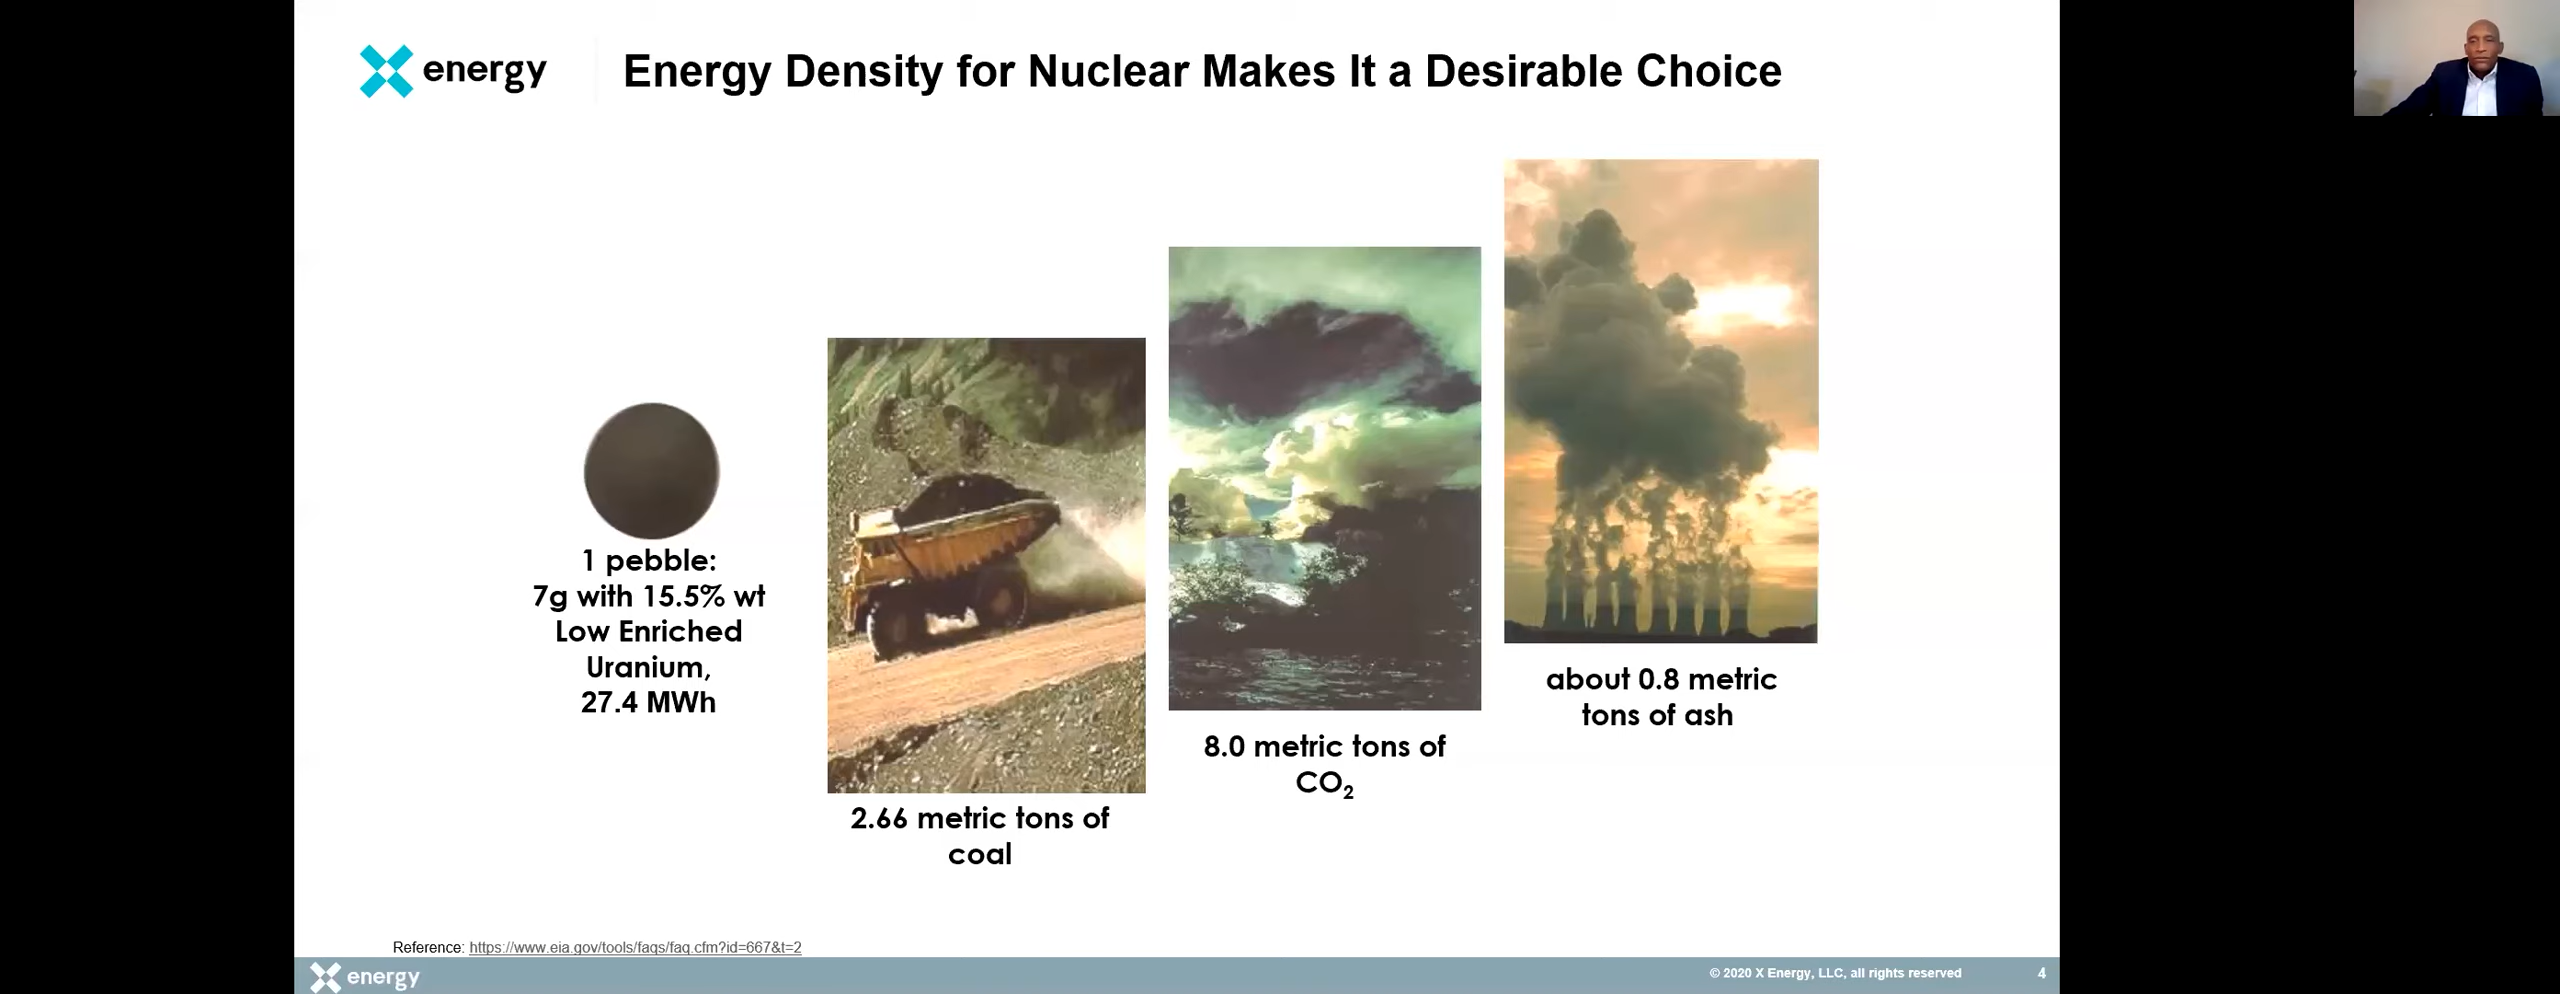 energy
Energy Density for Nuclear Makes It a Desirable Choice
1 pebble:
7g with 15.5% wt
Low Enriched
Uranium,
27.4 MWh
2.66 metric tons of
coal
8.0 metric tons of
CO₂
about 0.8 metric
tons of ash
Reference: https://www.eia.gov/tools/faqs/faq.cfm?id=667&t=2
energy
© 2020 X Energy, LLC, all rights reserved
4